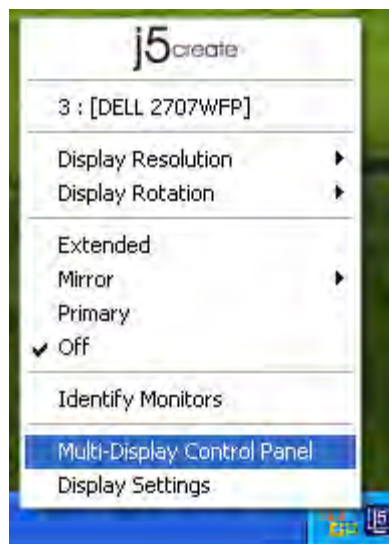 j5create
3 : [DELL 2707WFP]
Display Resolution
Display Rotation
Extended
Mirror
Primary
Off
Identify Monitors
Multi-Display Control Panel
Display Settings
j5